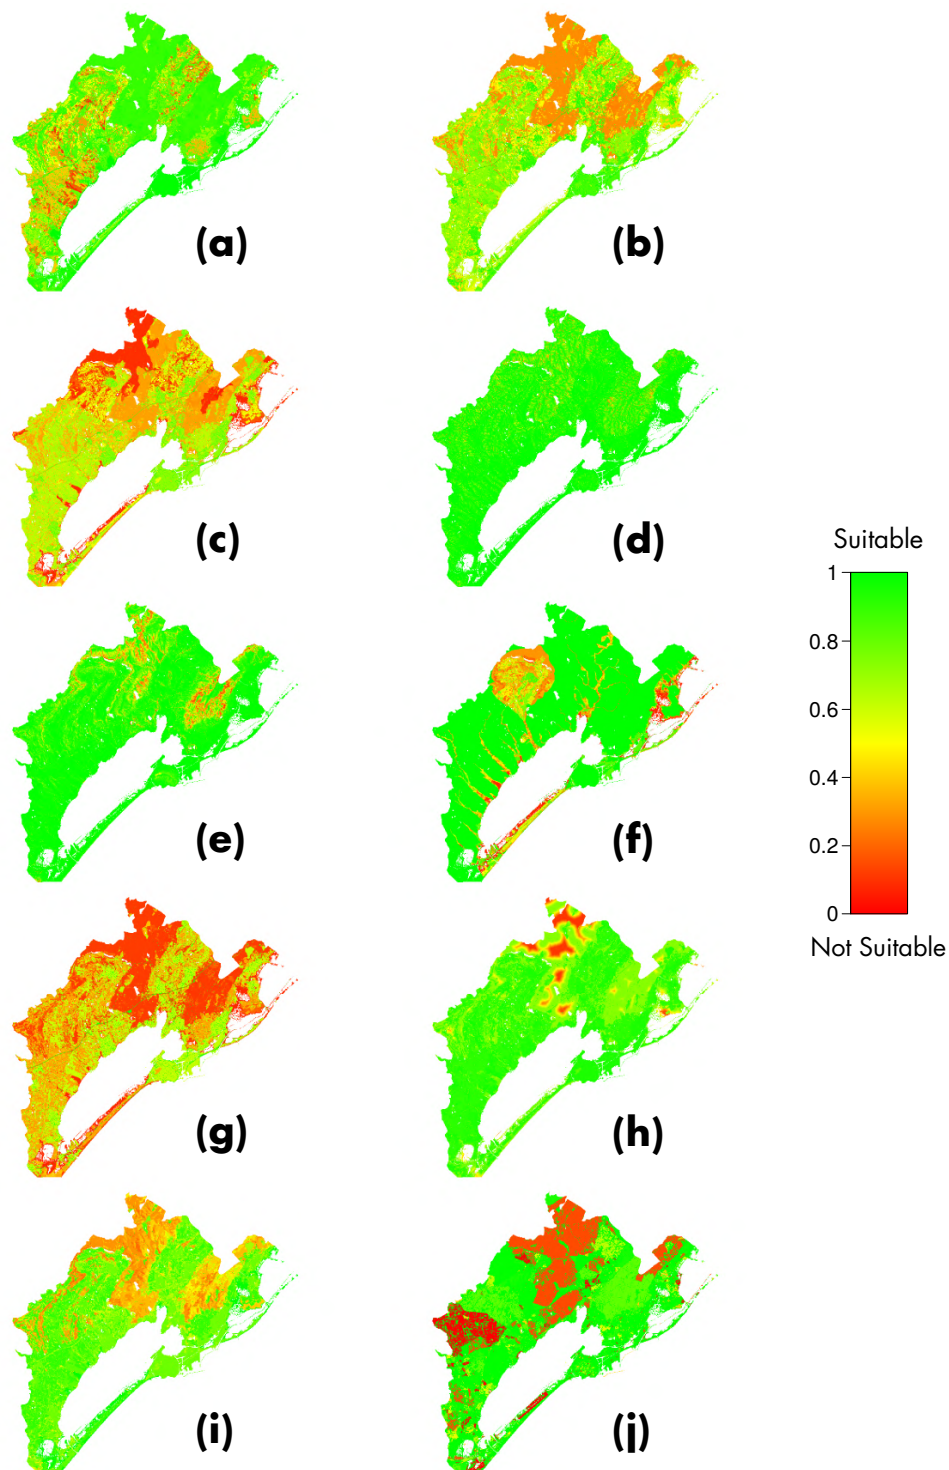 (a)
(b)
(c)
(d)
Suitable
1
0.8
(e)
(f)
0.6
0.4
0.2
0
Not Suitable
(g)
(h)
(i)
(j)